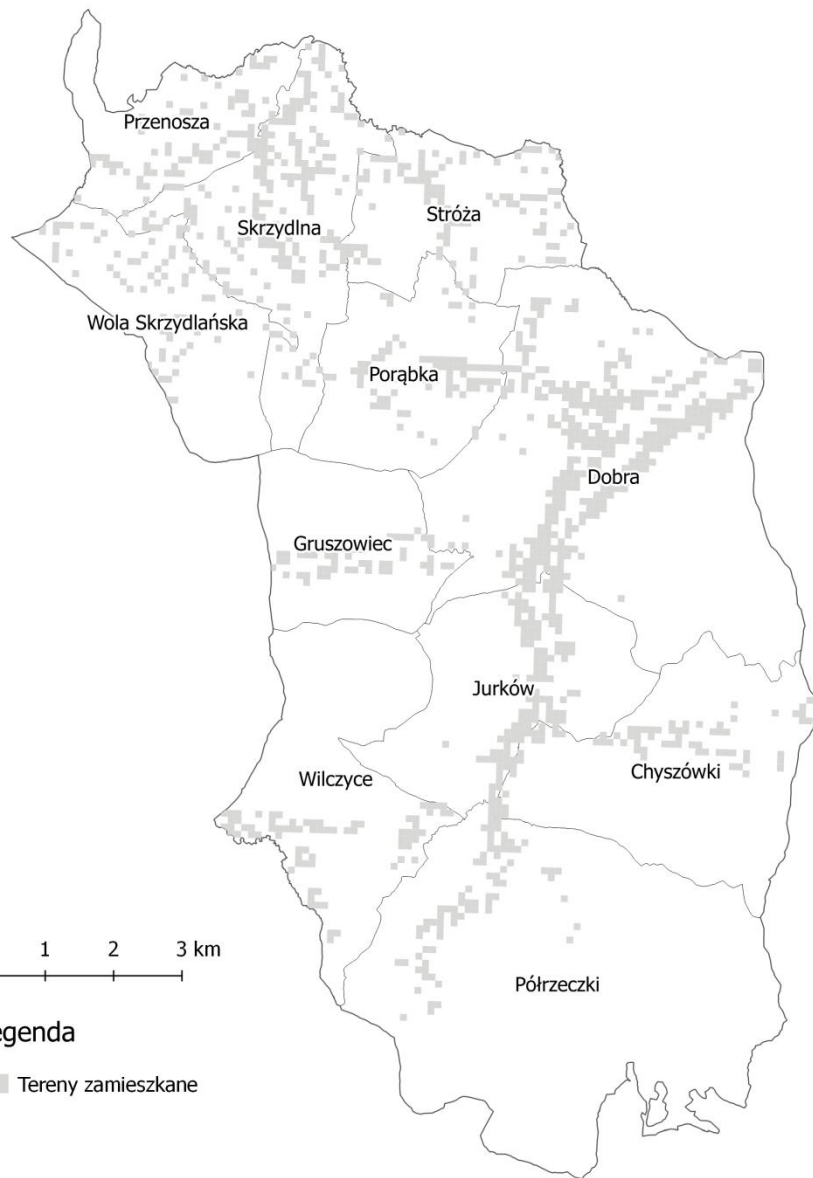 Przenosza
Skrzydlna
Stróża
Wola Skrzydlańska
Porąbka
Dobra
Gruszowiec
Jurków
Wilczyce
Chyszówki
1 2 3 km
Półrzeczki
egenda
Tereny zamieszkane